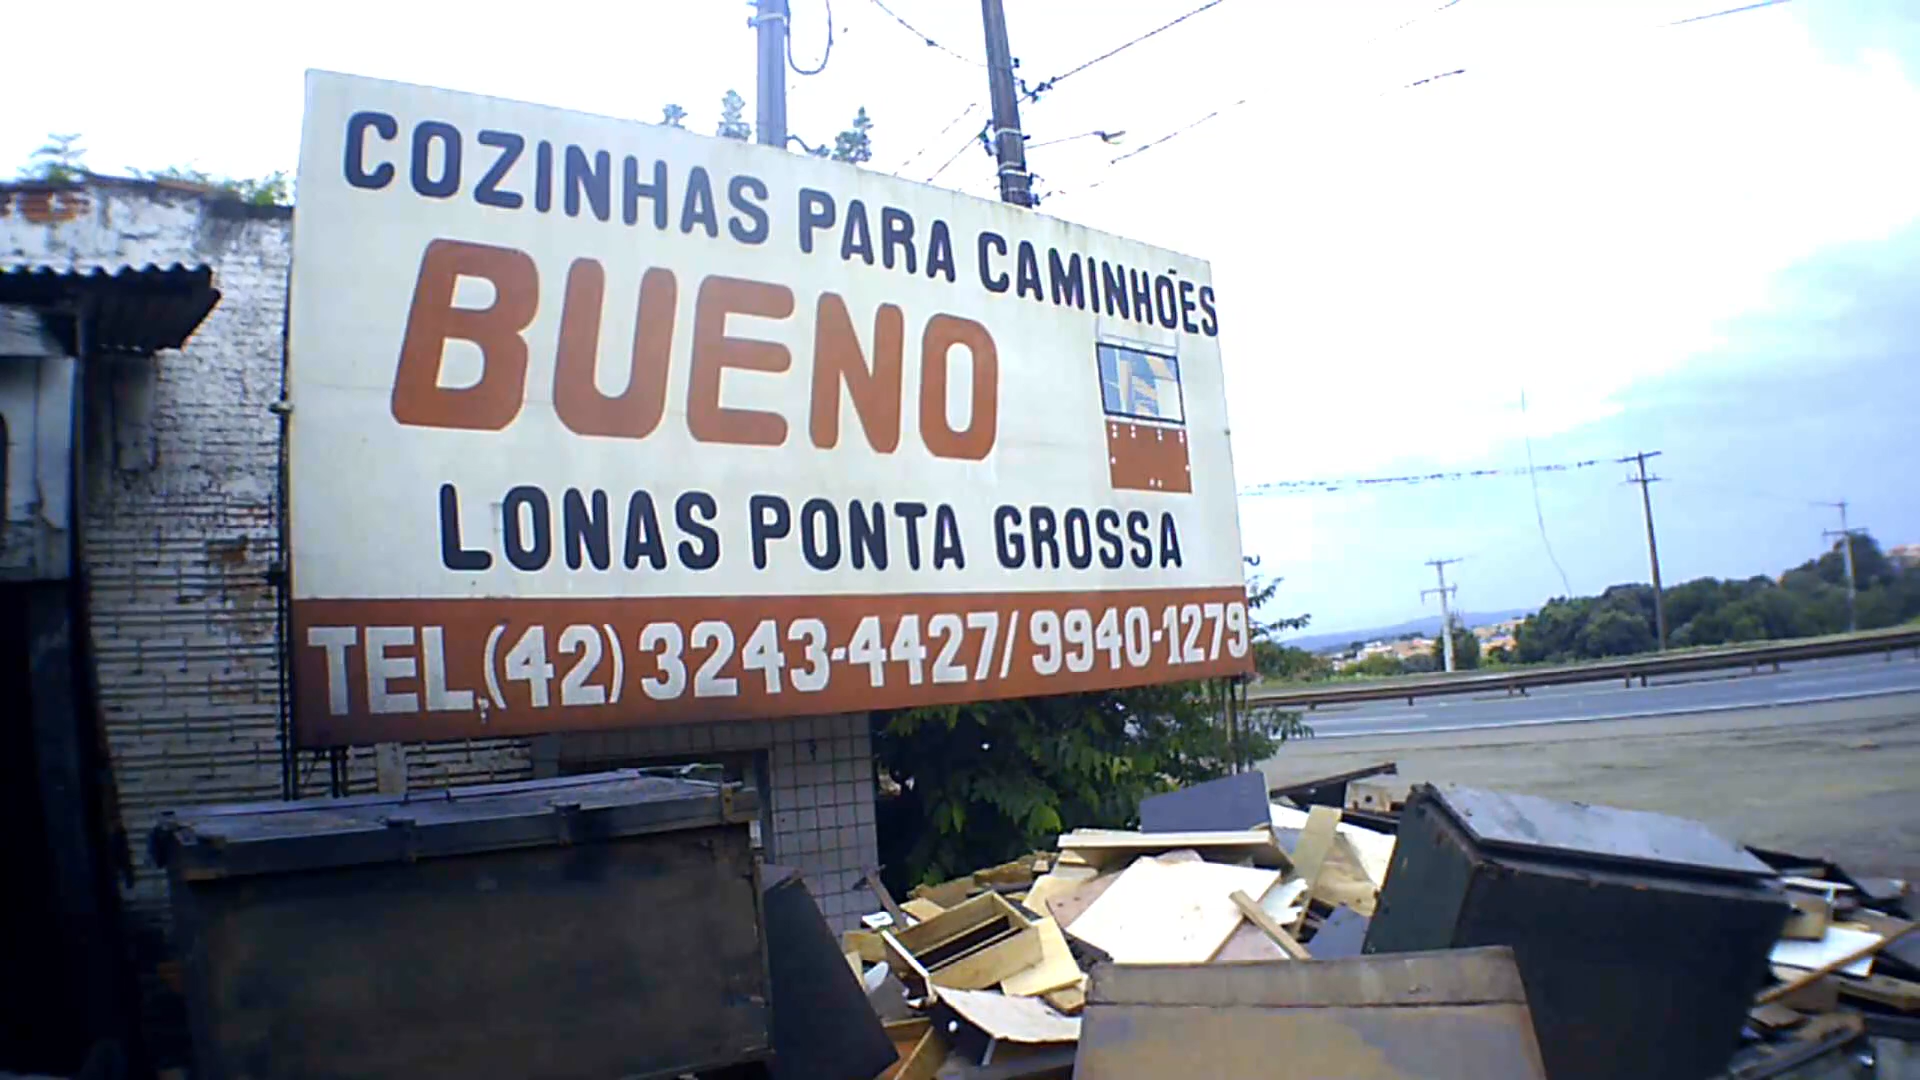 COZINHAS PARA CAMINHÕES
BUENO
LONAS PONTA GROSSA
TEL.(42) 3243-4427/ 9940-1279